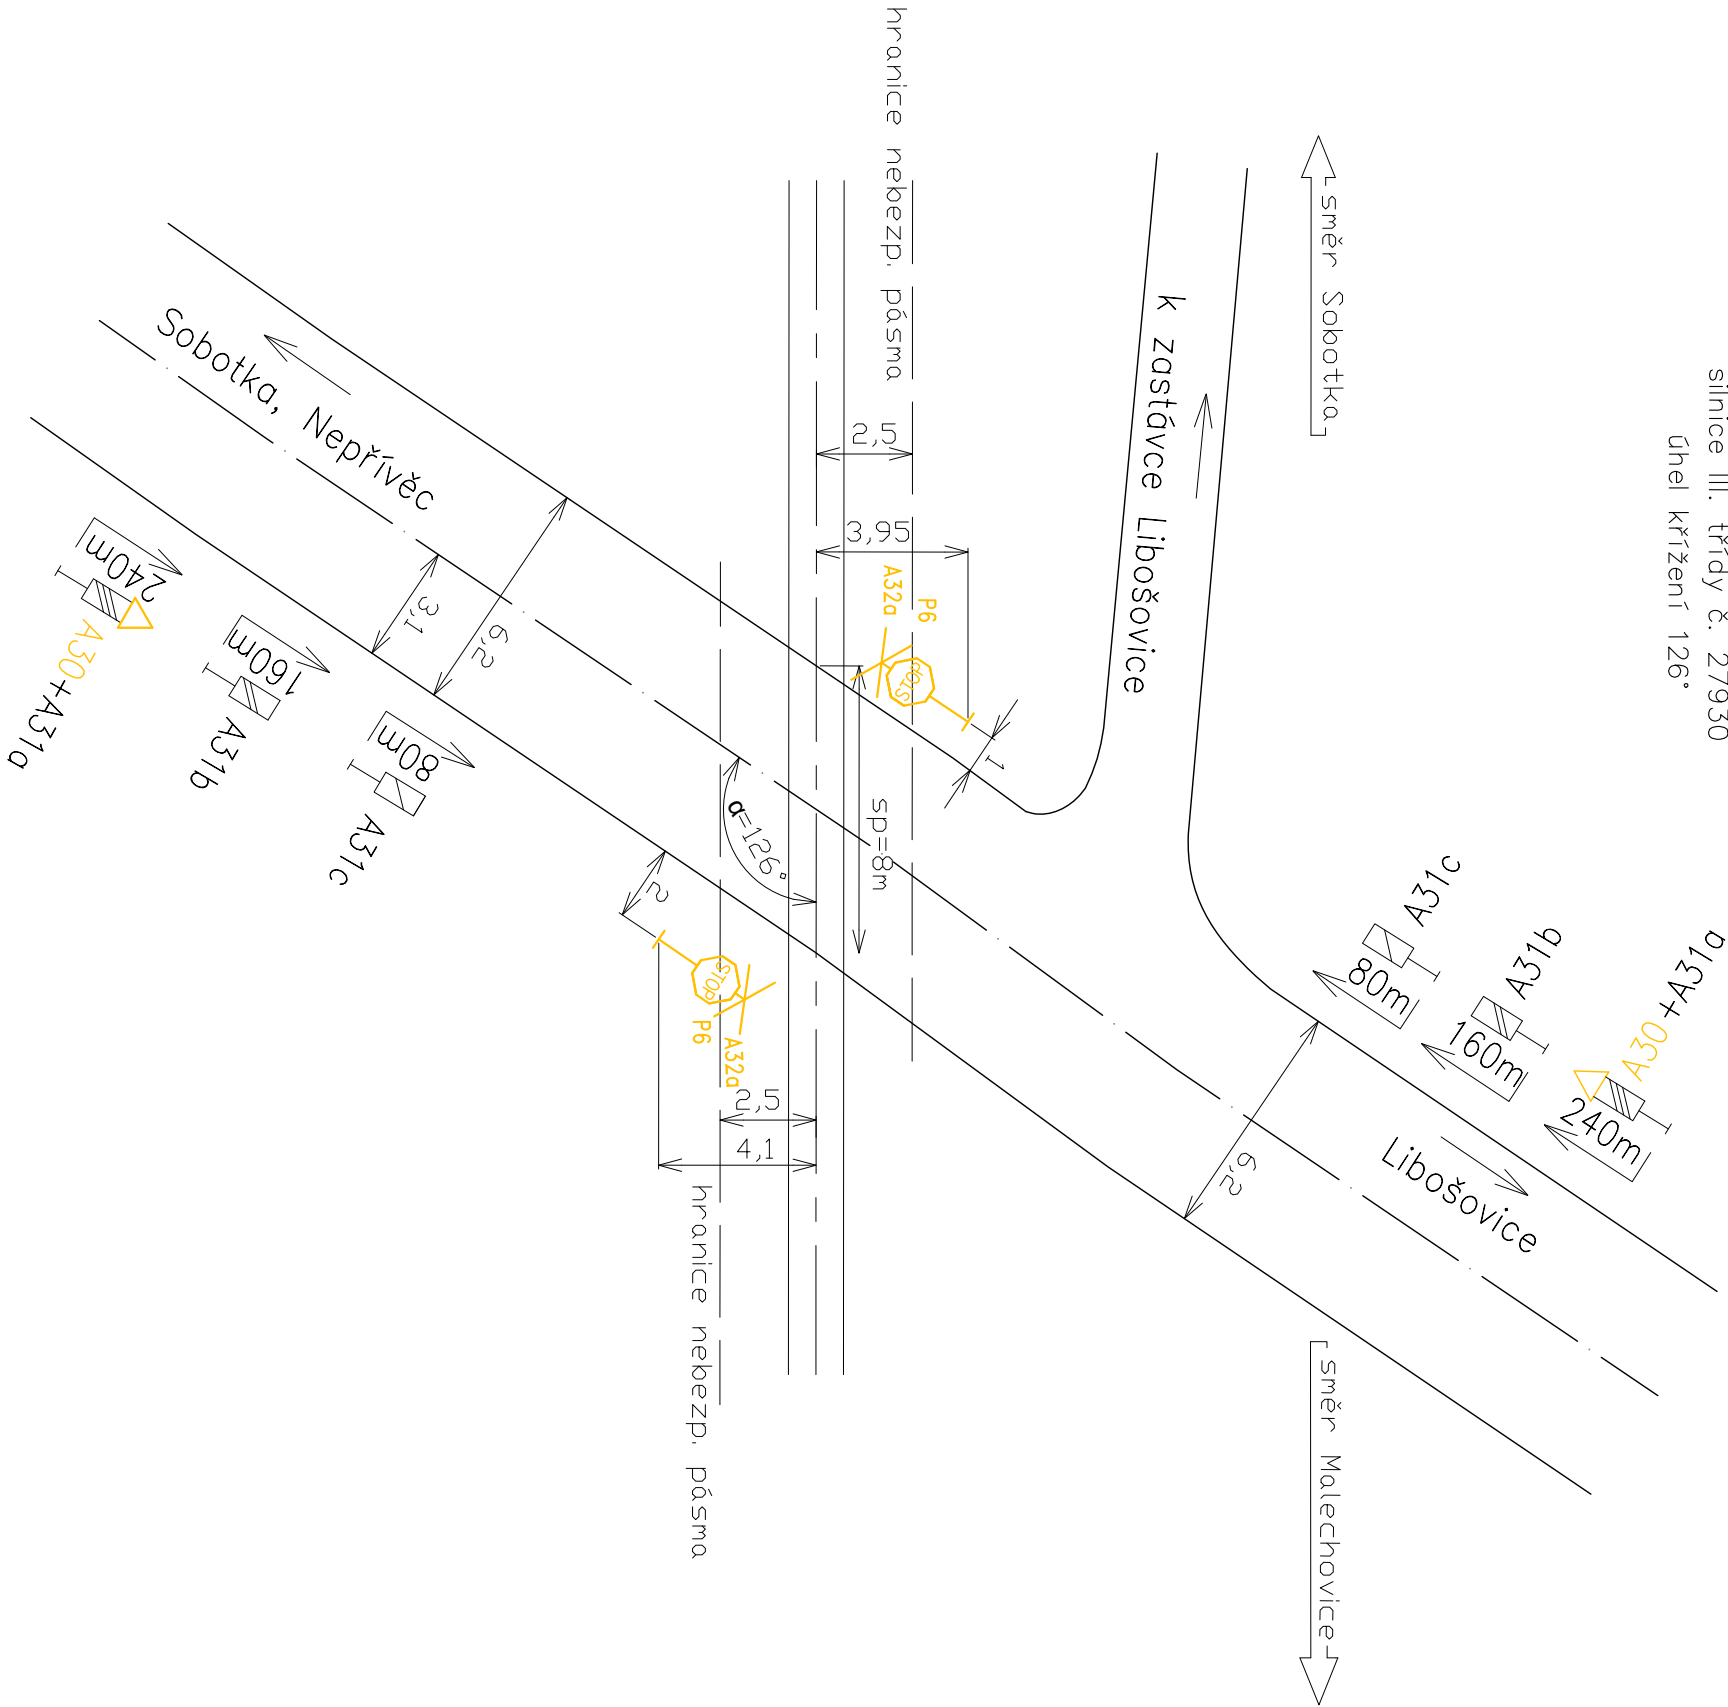 silnice III. třídy č. 27930
úhel křížení 126°
směr Sobotka
směr Malechovice
k zastávce Libošovice
hranice nebezp. pásma
2,5
3,95
A32a
P6
STOP
1
sp=8m
α=126°
Sobotka, Nepřívěc
3,1
6,2
240m
A30+A31a
160m
A31b
80m
A31c
2
STOP
P6
A32a
2,5
4,1
hranice nebezp. pásma
A31c
80m
A31b
160m
A30+A31a
240m
Libošovice
6,2